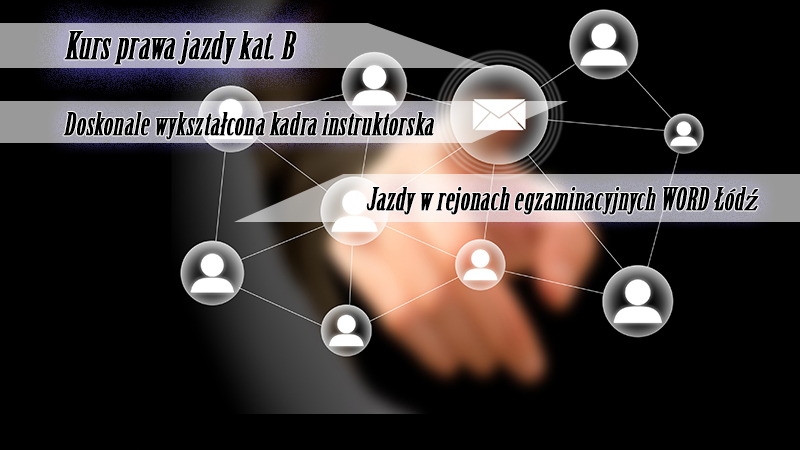 Kurs prawa jazdy kat. B
Doskonale wykształcona kadra instruktorska
Jazdy w rejonach egzaminacyjnych WORD Łódź